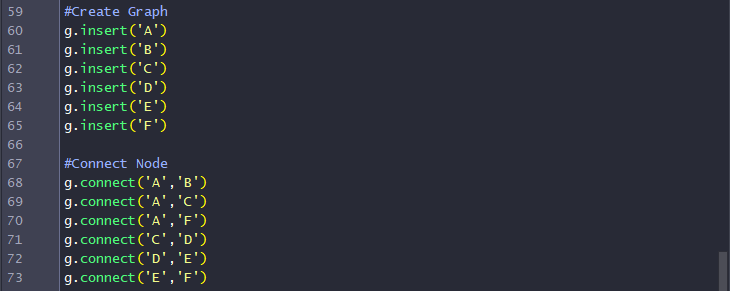 59 #Create Graph
60 g.insert('A')
61 g.insert('B')
62 g.insert('C')
63 g.insert('D')
64 g.insert('E')
65 g.insert('F')
66
67 #Connect Node
68 g.connect('A','B')
69 g.connect('A','C')
70 g.connect('A','F')
71 g.connect('C','D')
72 g.connect('D','E')
73 g.connect('E','F')